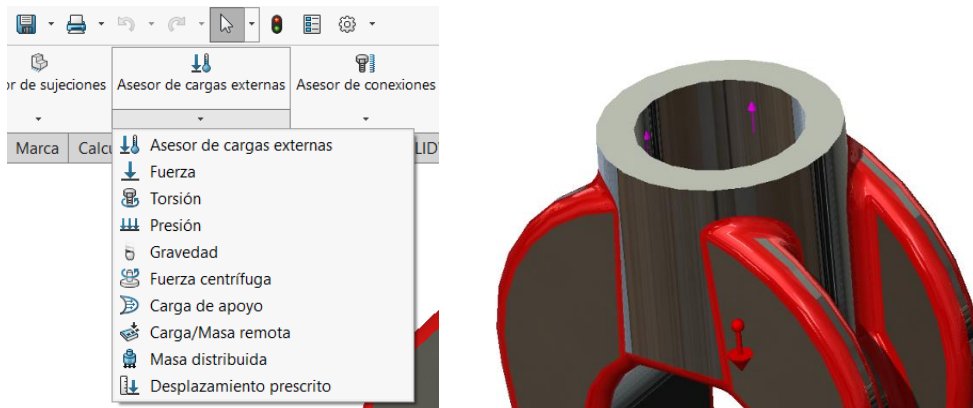 r de sujeciones
Asesor de cargas externas
Asesor de conexiones
Marca
Calcu
LID
Asesor de cargas externas
Fuerza
Torsión
Presión
Gravedad
Fuerza centrífuga
Carga de apoyo
Carga/Masa remota
Masa distribuida
Desplazamiento prescrito